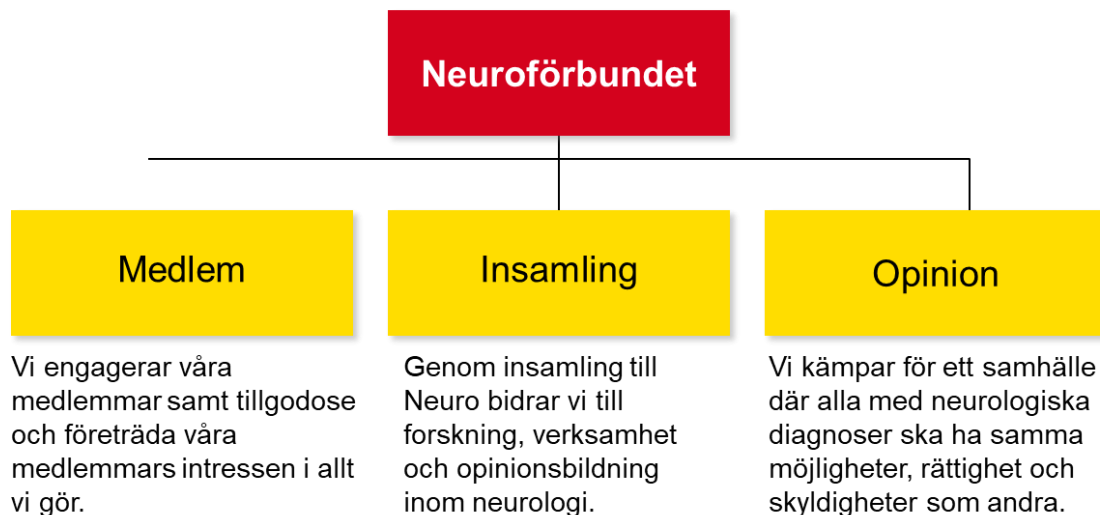 Neuroförbundet
Medlem
Insamling
Opinion
Vi engagerar våra
medlemmar samt tillgodose
och företräda våra
medlemmars intressen i allt
vi gör.
Genom insamling till
Neuro bidrar vi till
forskning, verksamhet
och opinionsbildning
inom neurologi.
Vi kämpar för ett samhälle
där alla med neurologiska
diagnoser ska ha samma
möjligheter, rättighet och
skyldigheter som andra.